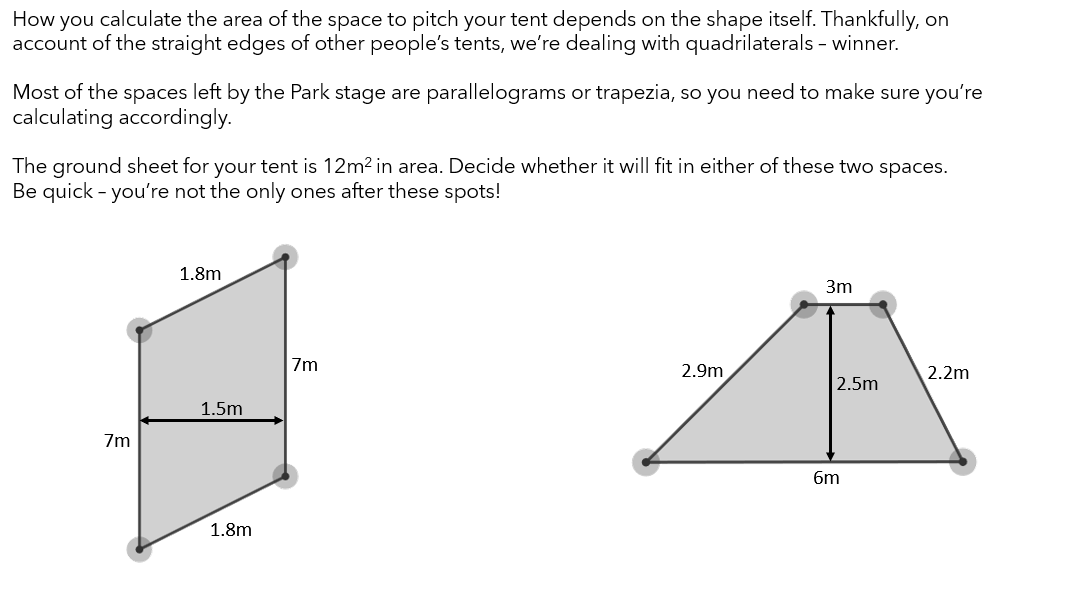 How you calculate the area of the space to pitch your tent depends on the shape itself. Thankfully, on
account of the straight edges of other people’s tents, we’re dealing with quadrilaterals – winner.
Most of the spaces left by the Park stage are parallelograms or trapezia, so you need to make sure you’re
calculating accordingly.
The ground sheet for your tent is 12m² in area. Decide whether it will fit in either of these two spaces.
Be quick – you’re not the only ones after these spots!
1.8m
7m
1.5m
7m
1.8m
3m
2.9m
2.2m
2.5m
6m